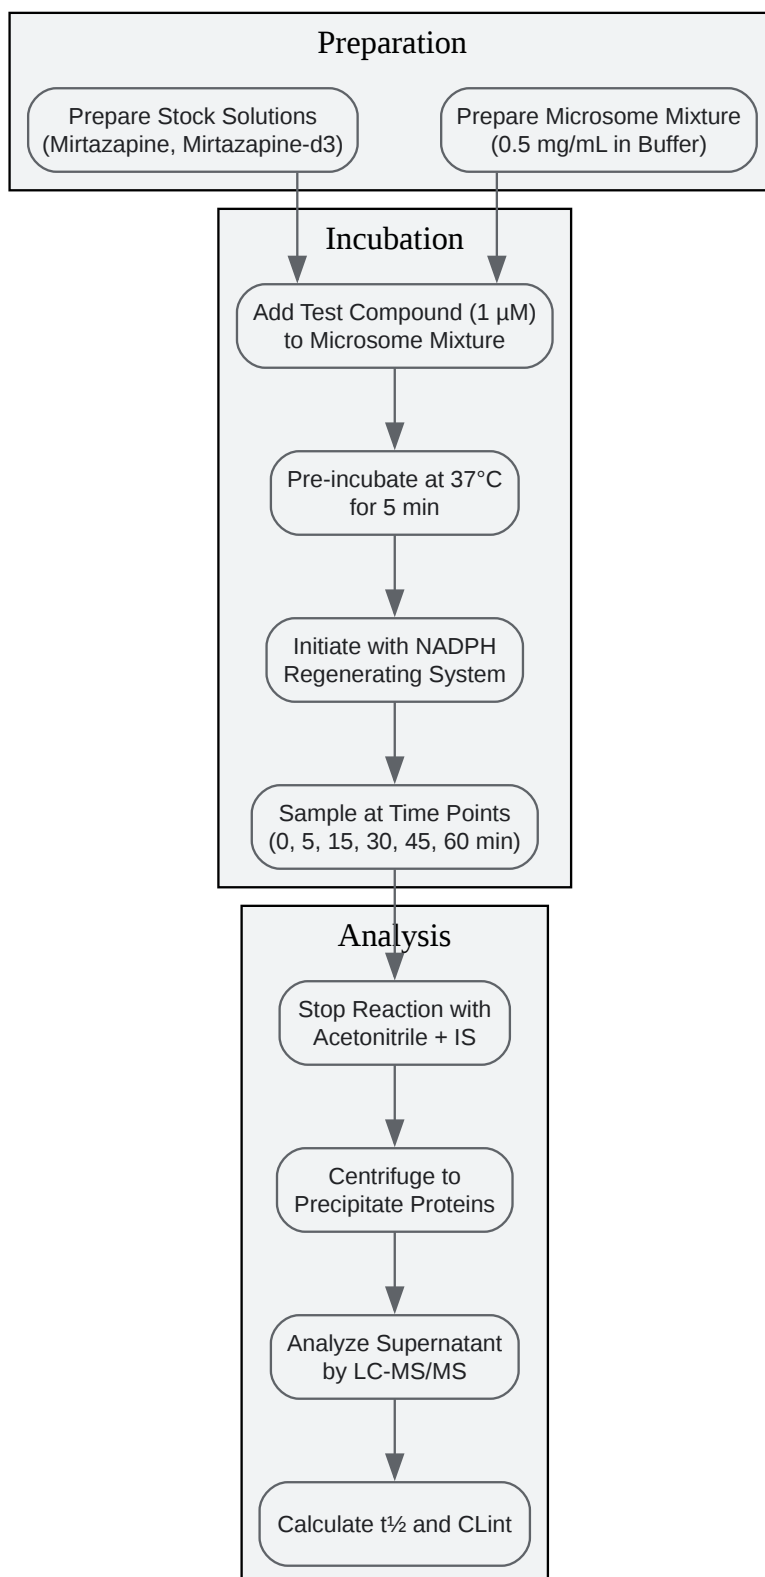 Preparation
Prepare Stock Solutions
(Mirtazapine, Mirtazapine-d3)
Prepare Microsome Mixture
(0.5 mg/mL in Buffer)
Incubation
Add Test Compound (1 µM)
to Microsome Mixture
Pre-incubate at 37°C
for 5 min
Initiate with NADPH
Regenerating System
Sample at Time Points
(0, 5, 15, 30, 45, 60 min)
Analysis
Stop Reaction with
Acetonitrile + IS
Centrifuge to
Precipitate Proteins
Analyze Supernatant
by LC-MS/MS
Calculate t½ and CLint